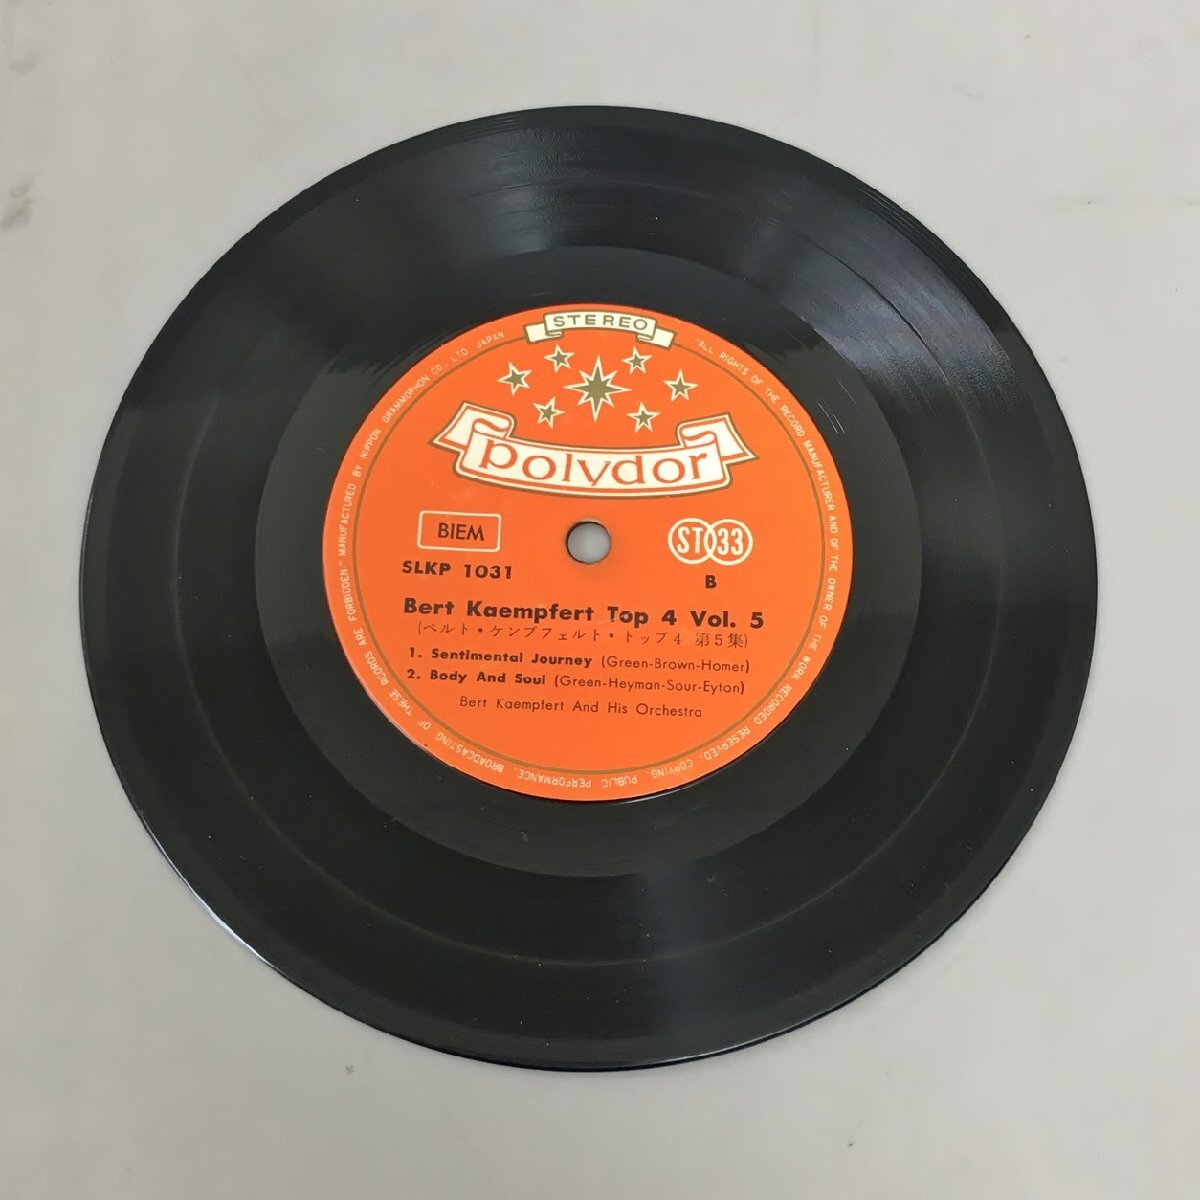 STEREO
polydor
BIEM
ST 33
SLKP 1031
B
Bert Kaempfert Top 4 Vol. 5
(ベルト・ケンプフェルト・トップ4 第5集)
1. Sentimental Journey (Green-Brown-Homer)
2. Body And Soul (Green-Heyman-Sour-Eyton)
Bert Kaempfert And His Orchestra
"ALL RIGHTS OF THE RECORD MANUFACTURER AND OF THE OWNER OF THE WORK RECORDED RESERVED. COPYING, PUBLIC PERFORMANCE, BROADCASTING OF THESE RCORDS ARE FORBIDDEN" MANUFACTURED BY NIPPON GRAMMOPHON CO., LTD. JAPAN